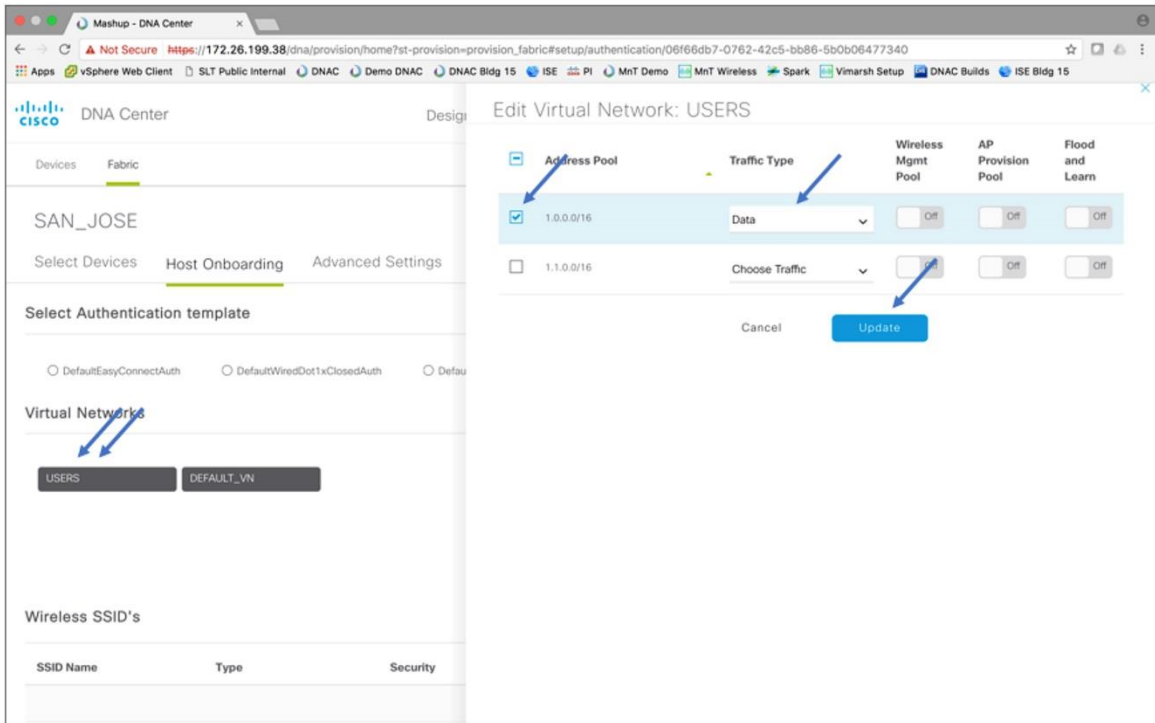 Mashup - DNA Center
Not Secure https://172.26.199.38/dna/provision/home?st-provision=provision_fabric#setup/authentication/06f66db7-0762-42c5-bb86-5b0b06477340
Apps vSphere Web Client SLT Public Internal DNAC Demo DNAC DNAC Bldg 15 ISE PI MnT Demo MnT Wireless Spark Vimarsh Setup DNAC Builds ISE Bldg 15
CISCO DNA Center
Devices Fabric
SAN_JOSE
Select Devices Host Onboarding Advanced Settings
Select Authentication template
DefaultEasyConnectAuth DefaultWiredDot1xClosedAuth
Virtual Networks
USERS DEFAULT_VN
Wireless SSID's
SSID Name Type Security
Edit Virtual Network: USERS
Address Pool Traffic Type Wireless Mgmt Pool AP Provision Pool Flood and Learn
1.0.0.0/16 Data Off Off Off
1.1.0.0/16 Choose Traffic Off Off Off
Cancel Update